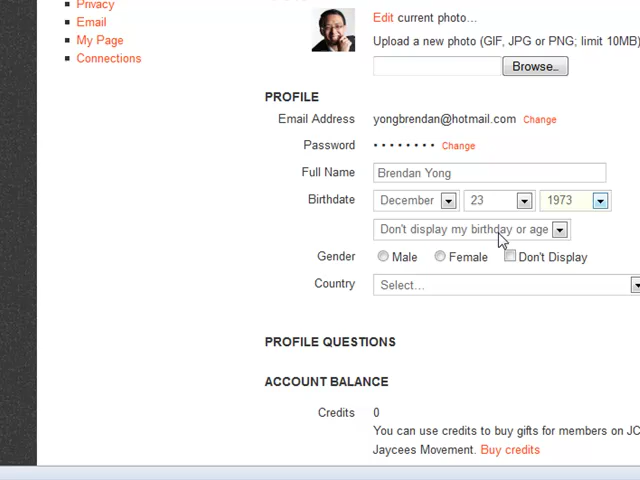 Privacy
Email
My Page
Connections
Edit current photo...
Upload a new photo (GIF, JPG or PNG; limit 10MB)
Browse...
PROFILE
Email Address yongbrendan@hotmail.com Change
Password • • • • • • • • Change
Full Name Brendan Yong
Birthdate December 23 1973
Don't display my birthday or age
Gender Male Female Don't Display
Country Select...
PROFILE QUESTIONS
ACCOUNT BALANCE
Credits 0
You can use credits to buy gifts for members on JC
Jaycees Movement. Buy credits